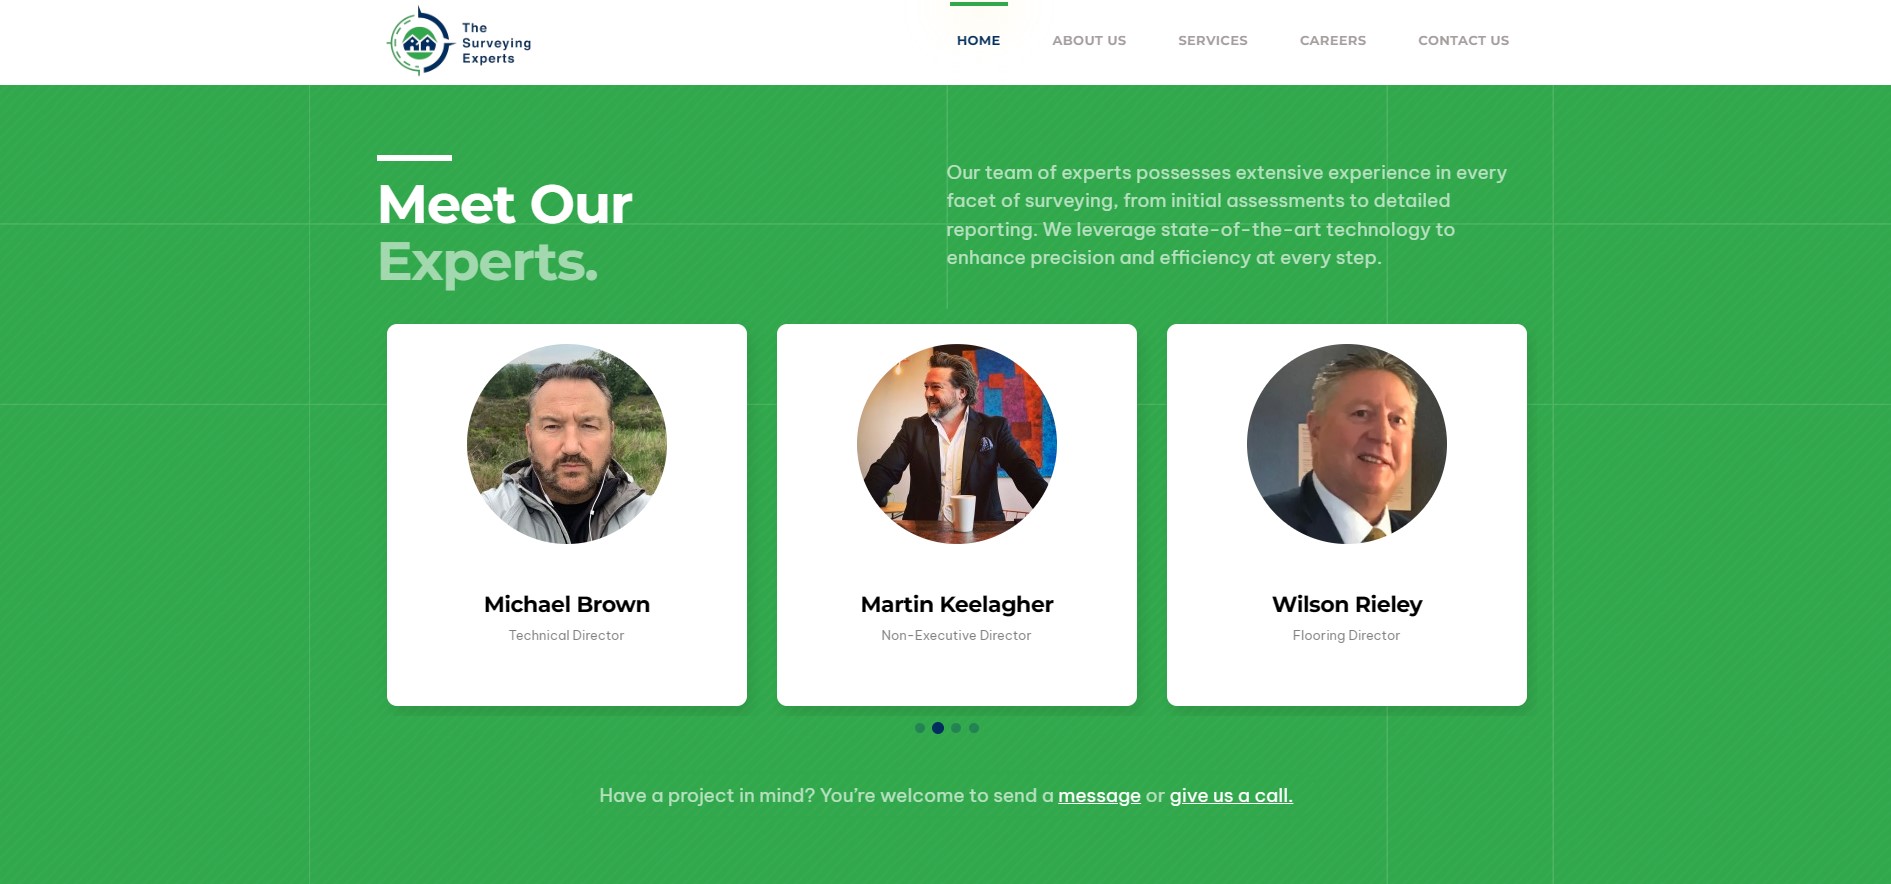 The
Surveying
Experts
HOME
ABOUT US
SERVICES
CAREERS
CONTACT US
Meet Our
Experts.
Our team of experts possesses extensive experience in every
facet of surveying, from initial assessments to detailed
reporting. We leverage state-of-the-art technology to
enhance precision and efficiency at every step.
Michael Brown
Technical Director
Martin Keelagher
Non-Executive Director
Wilson Rieley
Flooring Director
Have a project in mind? You’re welcome to send a message or give us a call.